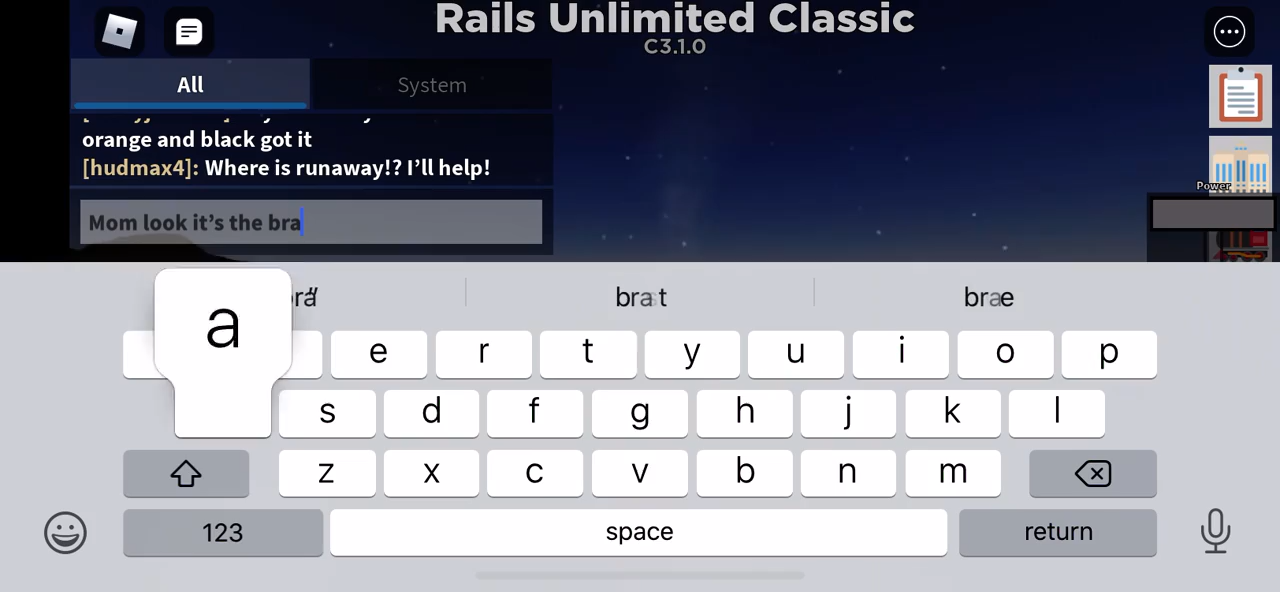 Rails Unlimited Classic
C3.1.0
All
System
orange and black got it
[hudmax4]: Where is runaway!? I’ll help!
Mom look it’s the bra
Power
brat
brae
a
e r t y u i o p
s d f g h j k l
z x c v b n m
123
space
return